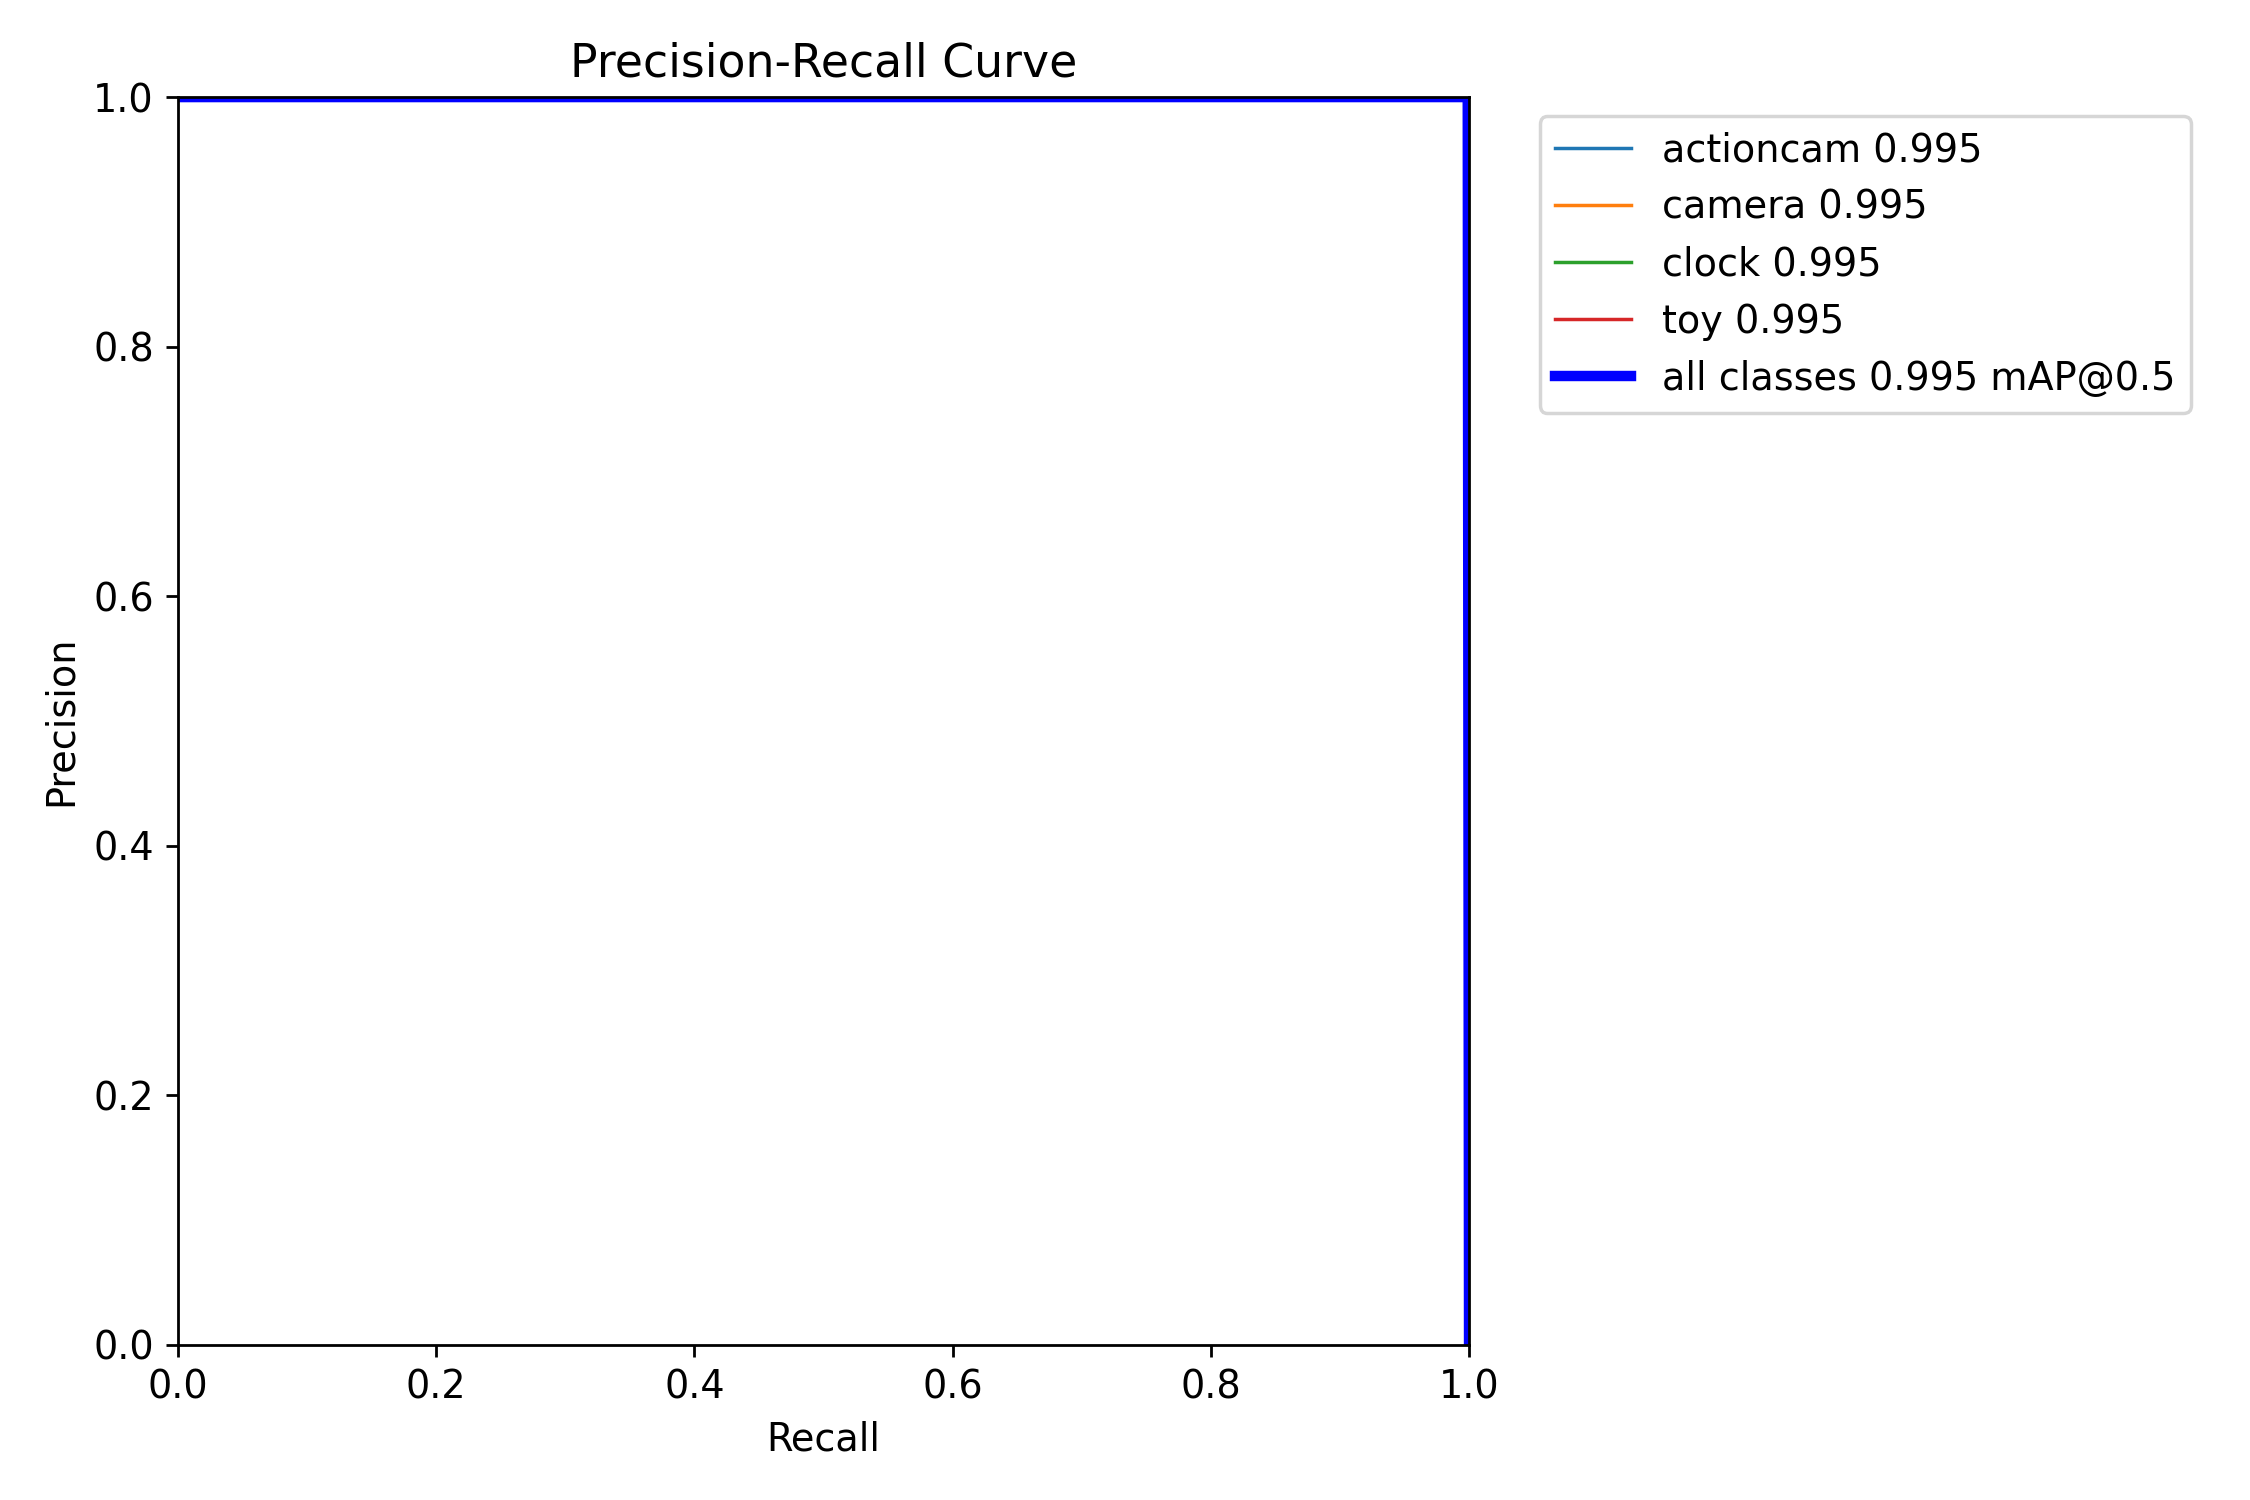 Precision-Recall Curve
1.0
0.8
0.6
0.4
0.2
0.0
Precision
0.0 0.2 0.4 0.6 0.8 1.0
Recall
actioncam 0.995
camera 0.995
clock 0.995
toy 0.995
all classes 0.995 mAP@0.5